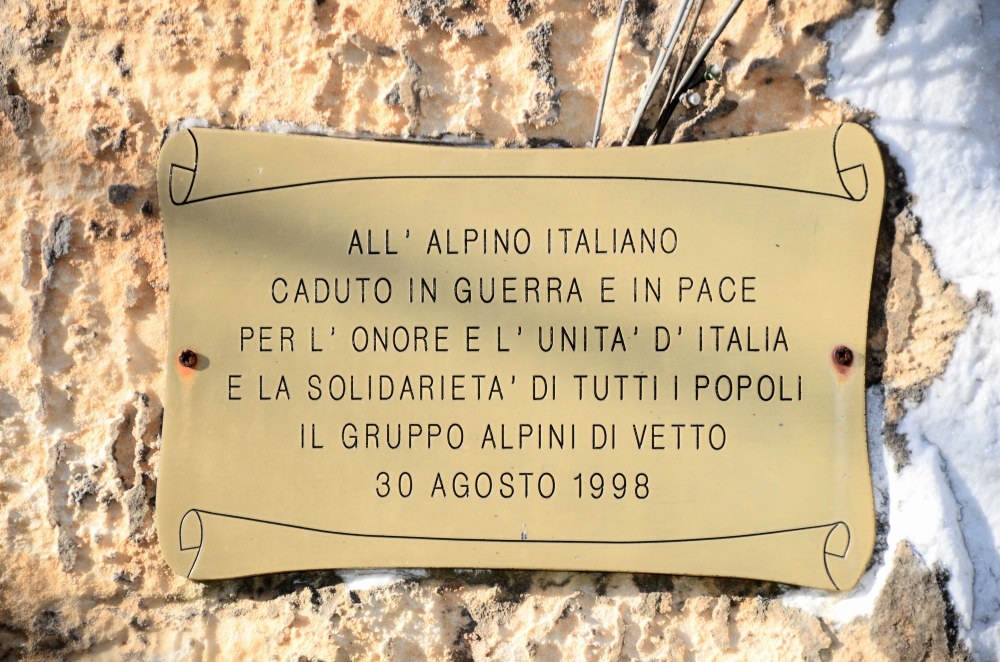 ALL' ALPINO ITALIANO
CADUTO IN GUERRA E IN PACE
PER L' ONORE E L' UNITA' D' ITALIA
E LA SOLIDARIETA' DI TUTTI I POPOLI
IL GRUPPO ALPINI DI VETTO
30 AGOSTO 1998